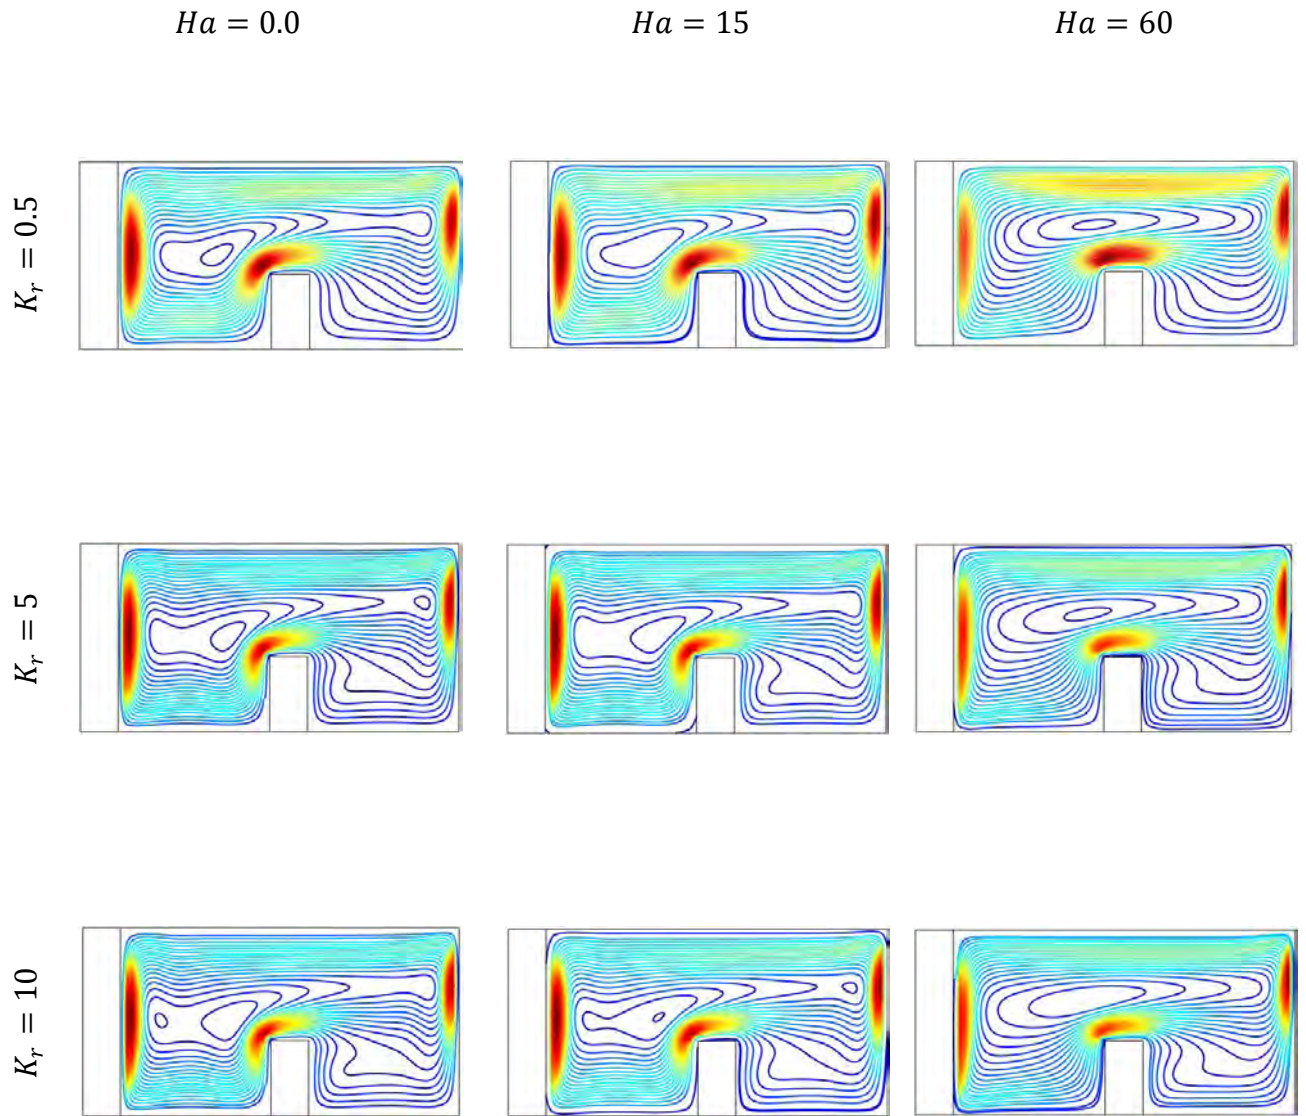 Ha = 0.0
Ha = 15
Ha = 60
K_r = 0.5
K_r = 5
K_r = 10